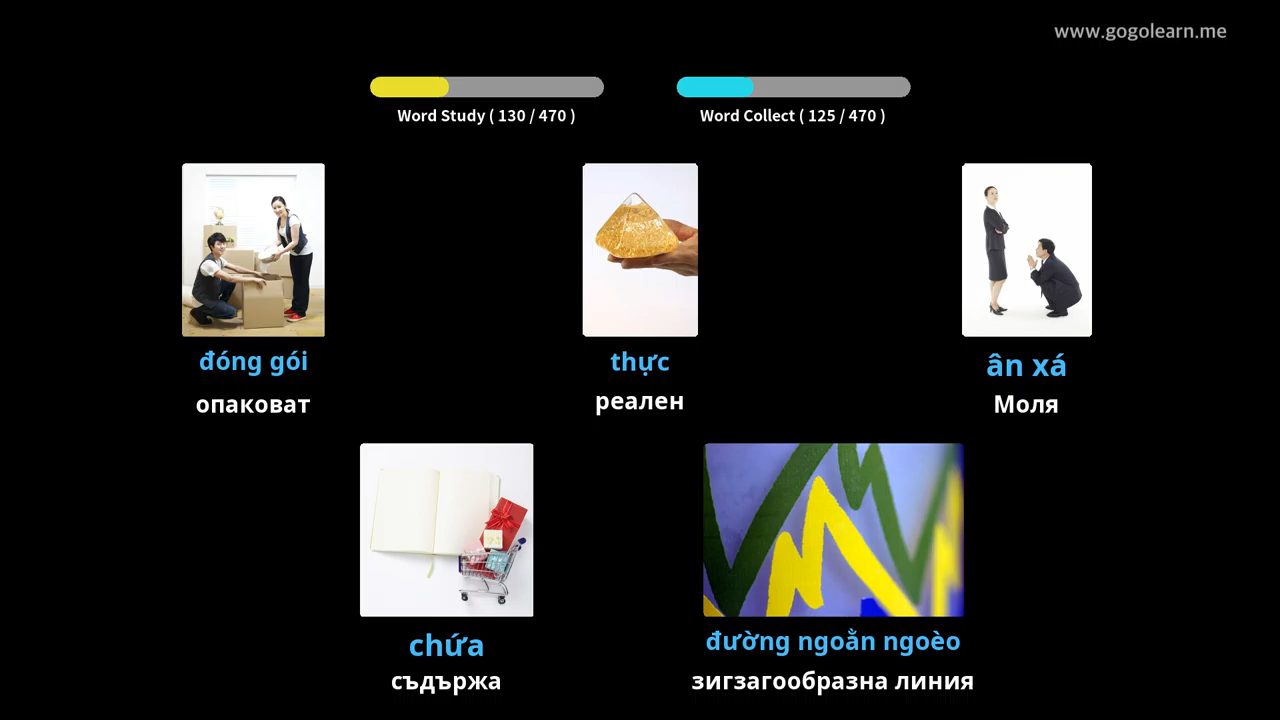 www.gogolearn.me
Word Study ( 130 / 470 )
Word Collect ( 125 / 470 )
đóng gói
thực
ân xá
опаковат
реален
Моля
chứa
đường ngoằn ngoèo
съдържа
зигзагообразна линия